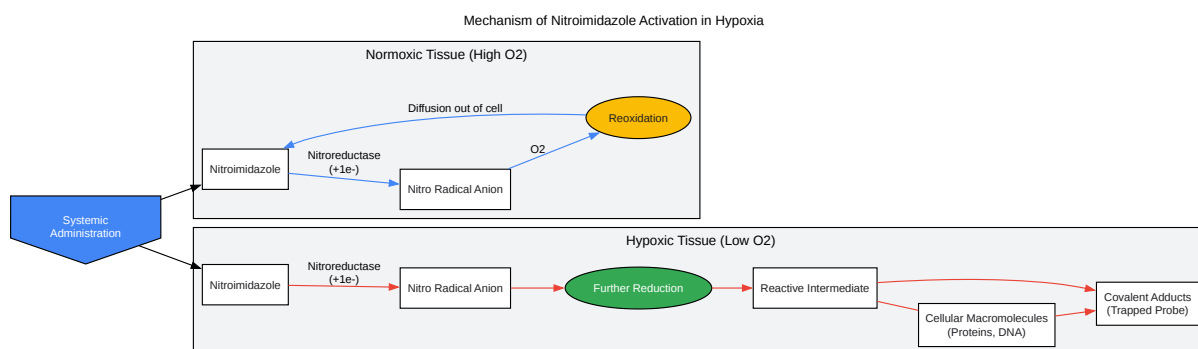 Mechanism of Nitroimidazole Activation in Hypoxia
Normoxic Tissue (High O2)
Diffusion out of cell
Reoxidation
O2
Nitroreductase
(+1e-)
Nitroimidazole
Nitro Radical Anion
Systemic
Administration
Hypoxic Tissue (Low O2)
Nitroimidazole
Nitroreductase
(+1e-)
Nitro Radical Anion
Further Reduction
Reactive Intermediate
Cellular Macromolecules
(Proteins, DNA)
Covalent Adducts
(Trapped Probe)